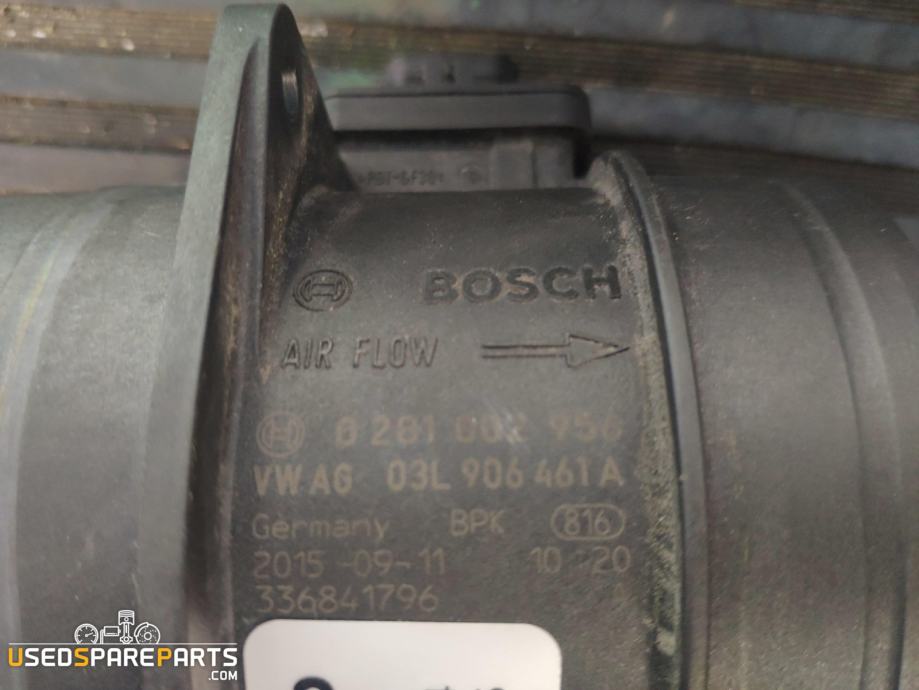 BOSCH
AIR FLOW
0 281 002 956
VW AG 03L 906 461 A
Germany BPK 816
2015-09-11 10:20
336841796
USEDSPAREPARTS
.COM